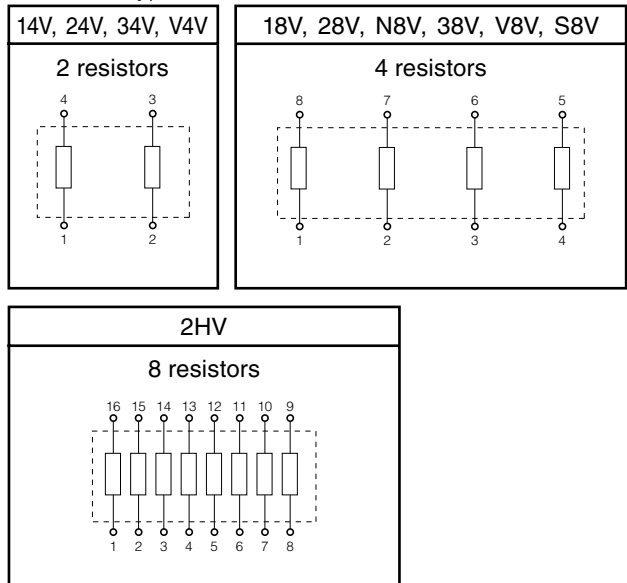 14V, 24V, 34V, V4V
2 resistors
4 3
1 2
18V, 28V, N8V, 38V, V8V, S8V
4 resistors
8 7 6 5
1 2 3 4
2HV
8 resistors
16 15 14 13 12 11 10 9
1 2 3 4 5 6 7 8